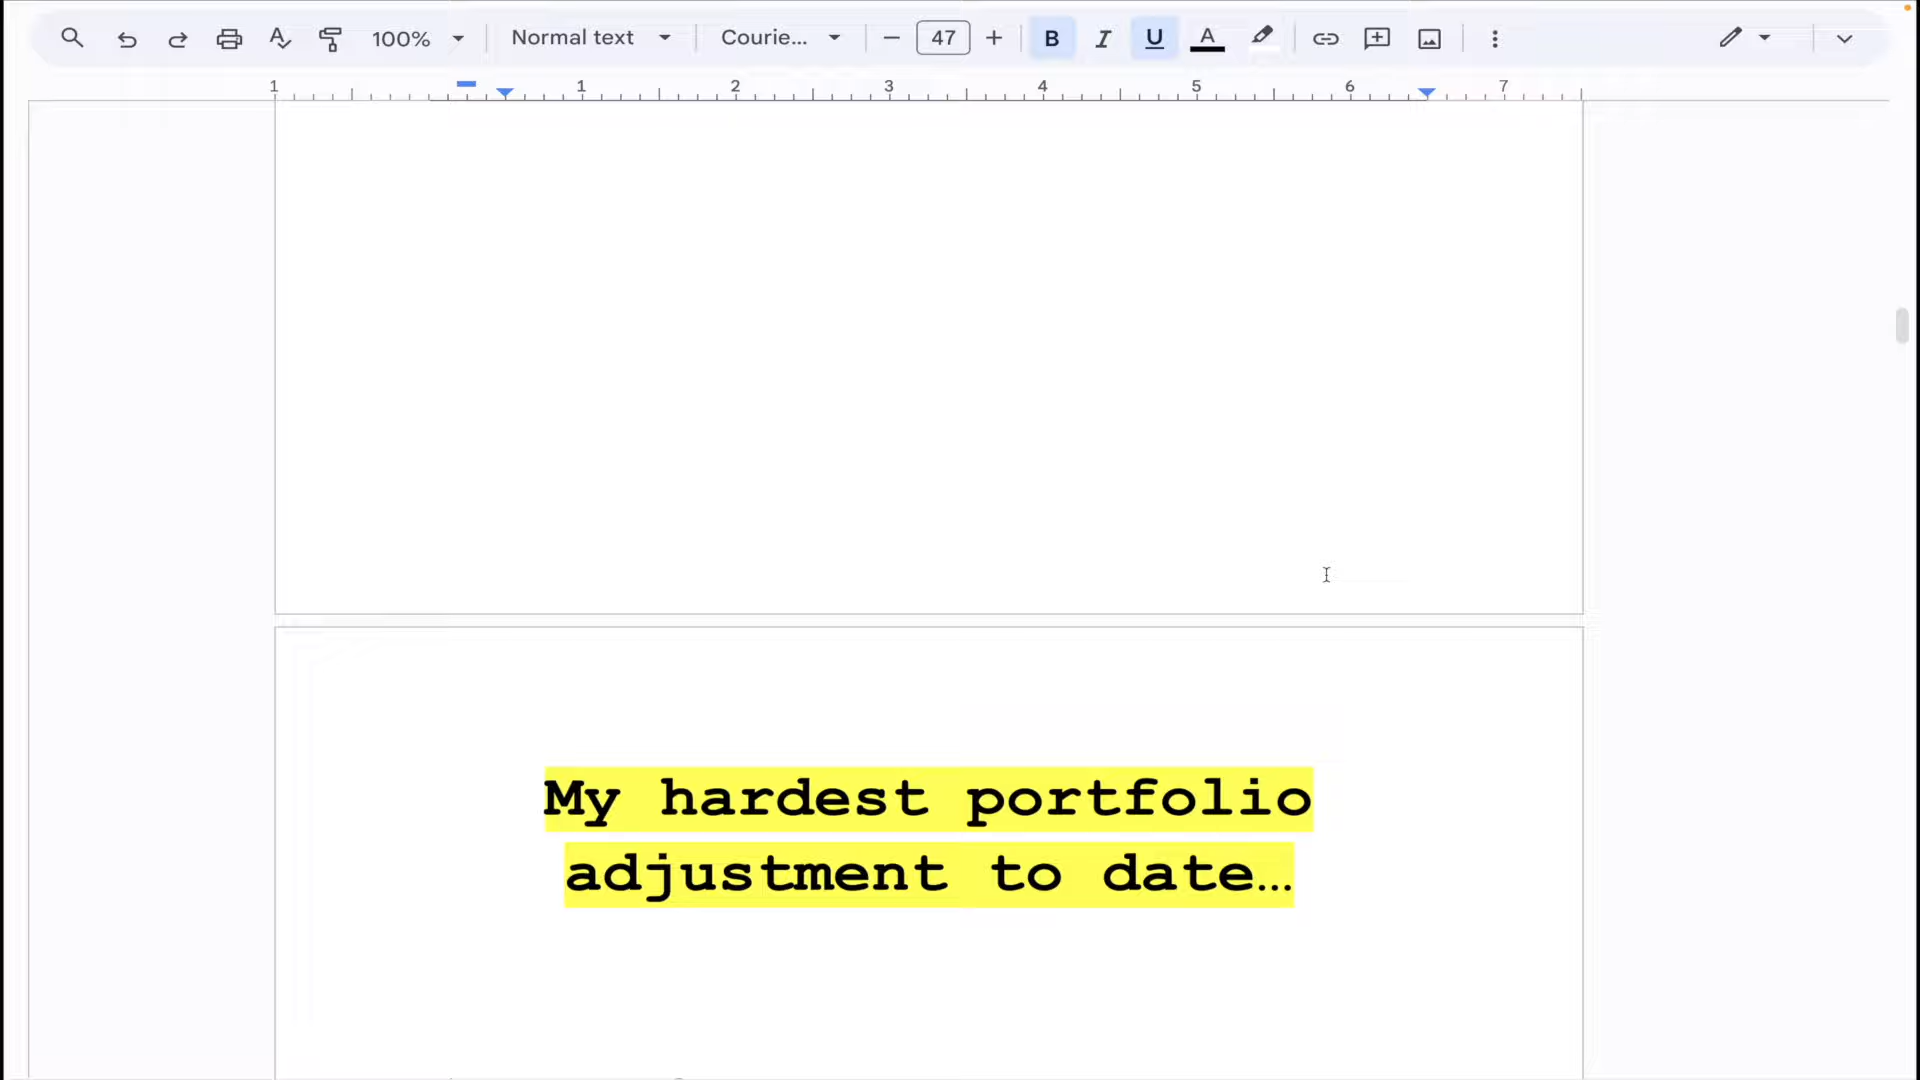 100% Normal text Courie... 47 B I U A
1 1 2 3 4 5 6 7
My hardest portfolio
adjustment to date…